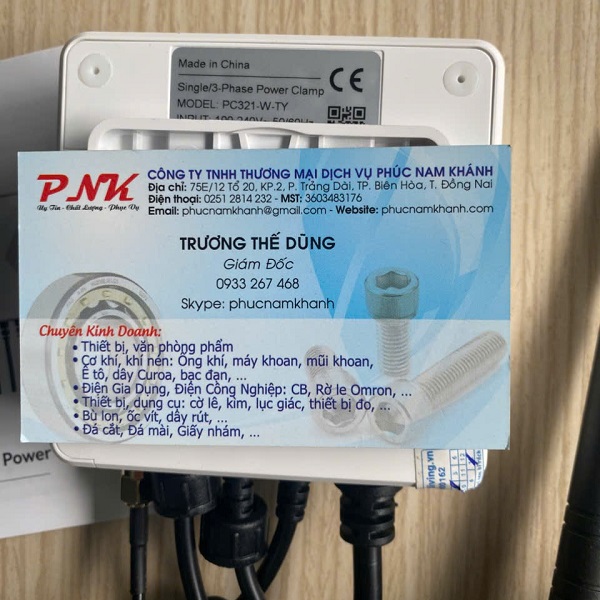 Made in China
Single/3-Phase Power Clamp
MODEL: PC321-W-TY
INPUT: 100-240V~ 50/60Hz
CE
PNK
Uy Tín - Chất Lượng - Phục Vụ
CÔNG TY TNHH THƯƠNG MẠI DỊCH VỤ PHÚC NAM KHÁNH
Địa chỉ: 75E/12 Tổ 20, KP.2, P. Trảng Dài, TP. Biên Hòa, T. Đồng Nai
Điện thoại: 0251 2814 232 - MST: 3603483176
Email: phucnamkhanh@gmail.com - Website: phucnamkhanh.com
TRƯƠNG THẾ DŨNG
Giám Đốc
0933 267 468
Skype: phucnamkhanh
Chuyên Kinh Doanh:
• Thiết bị, văn phòng phẩm
• Cơ khí, khí nén: Ống khí, máy khoan, mũi khoan,
Ê tô, dây Curoa, bạc đạn, ...
• Điện Gia Dụng, Điện Công Nghiệp: CB, Rờ le Omron, ...
• Thiết bị, dụng cụ: cờ lê, kìm, lục giác, thiết bị đo, ...
• Bù lon, ốc vít, dây rút, ...
• Đá cắt, Đá mài, Giấy nhám, ...
Power